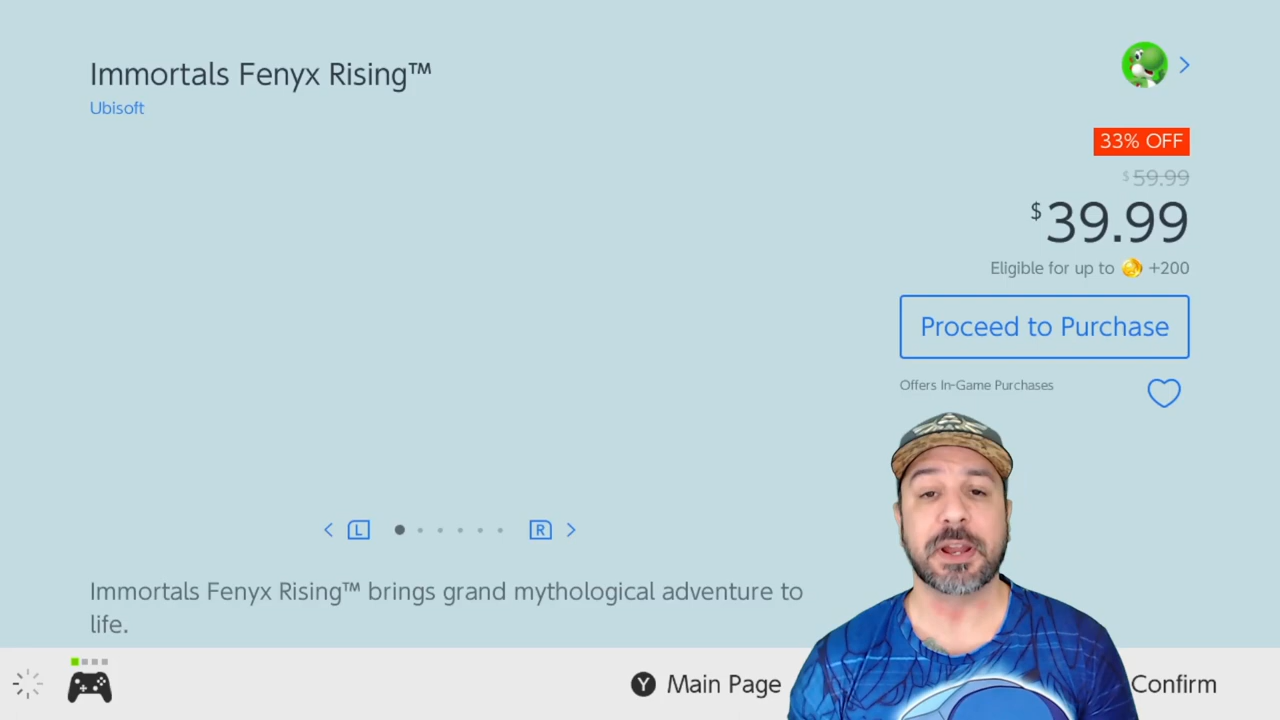 Immortals Fenyx Rising™
Ubisoft
33% OFF
$59.99
$39.99
Eligible for up to +200
Proceed to Purchase
Offers In-Game Purchases
L
R
Immortals Fenyx Rising™ brings grand mythological adventure to
life.
Y Main Page
Confirm